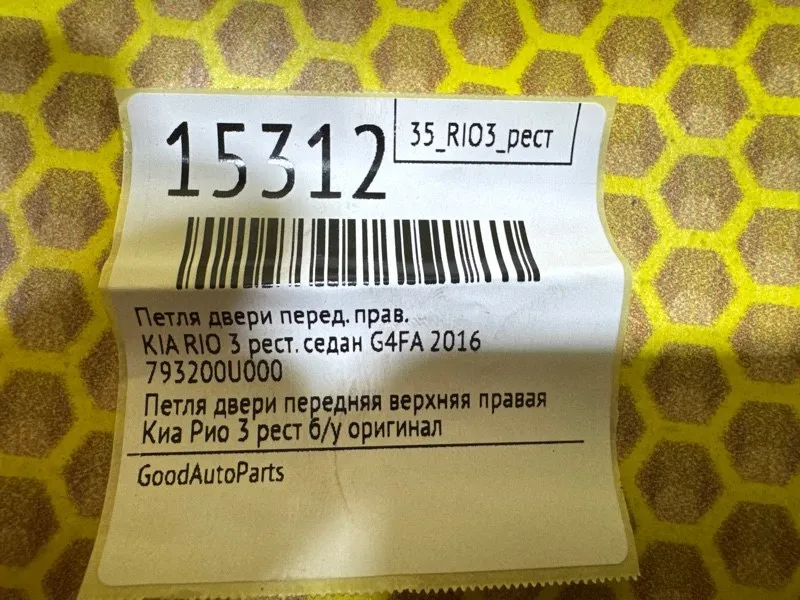 15312
35_RIO3_рест
Петля двери перед. прав.
KIA RIO 3 рест. седан G4FA 2016
793200U000
Петля двери передняя верхняя правая
Киа Рио 3 рест б/у оригинал
GoodAutoParts